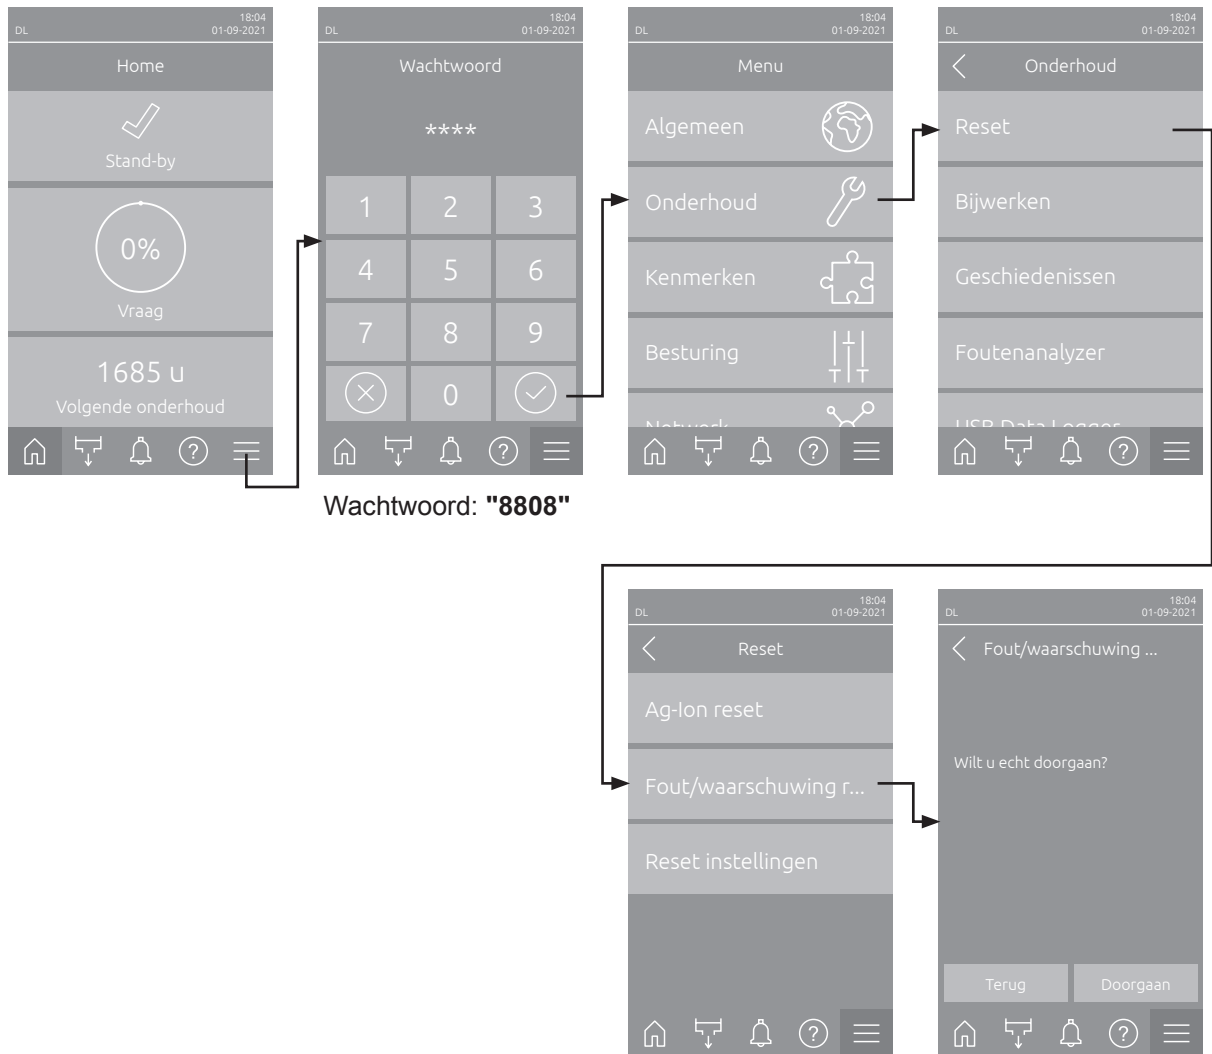 18:04
DL 01-09-2021
Home
Stand-by
0%
Vraag
1685 u
Volgende onderhoud
18:04
DL 01-09-2021
Wachtwoord
****
1 2 3
4 5 6
7 8 9
0
?
?
Wachtwoord: "8808"
18:04
DL 01-09-2021
Menu
Algemeen
Onderhoud
Kenmerken
Besturing
Netwerk
?
18:04
DL 01-09-2021
Onderhoud
Reset
Bijwerken
Geschiedenissen
Foutenanalyzer
USB Data Logger
?
18:04
DL 01-09-2021
Reset
Ag-Ion reset
Fout/waarschuwing r...
Reset instellingen
?
18:04
DL 01-09-2021
Fout/waarschuwing ...
Wilt u echt doorgaan?
Terug Doorgaan
?